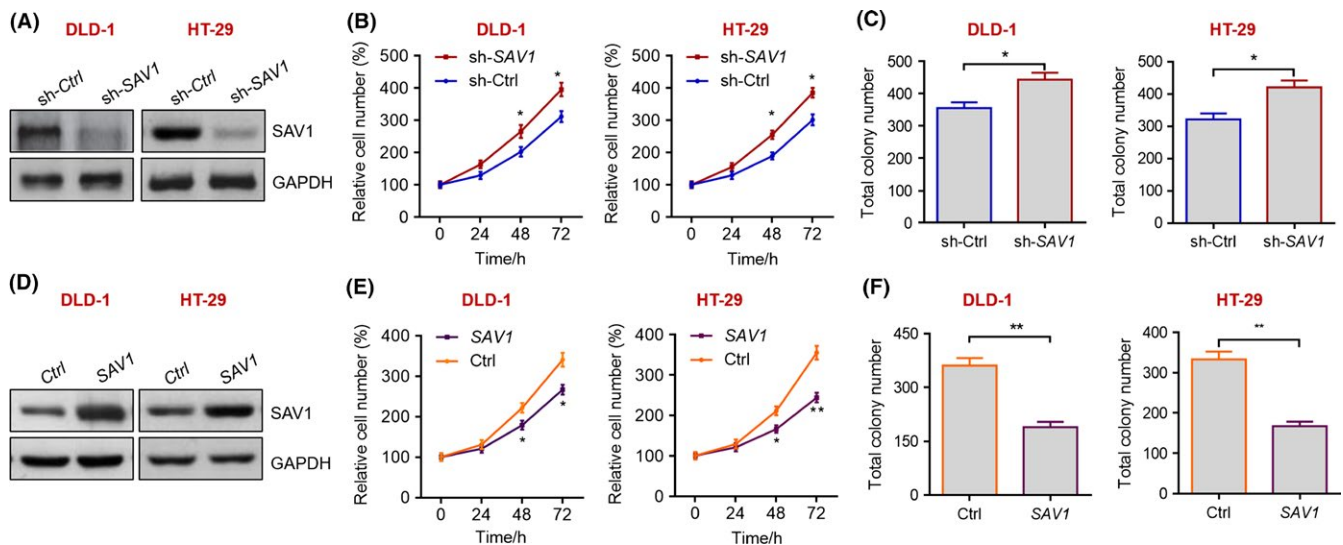 (A)
DLD-1 HT-29
sh-Ctrl sh-SAV1 sh-Ctrl sh-SAV1
SAV1
GAPDH
(B)
DLD-1
Relative cell number (%)
500
400
300
200
100
0
sh-SAV1
sh-Ctrl
*
*
0 24 48 72
Time/h
HT-29
Relative cell number (%)
500
400
300
200
100
0
sh-SAV1
sh-Ctrl
*
*
0 24 48 72
Time/h
(C)
DLD-1
Total colony number
500
400
300
200
100
0
*
sh-Ctrl sh-SAV1
HT-29
Total colony number
500
400
300
400
100
0
*
sh-Ctrl sh-SAV1
(D)
DLD-1 HT-29
Ctrl SAV1 Ctrl SAV1
SAV1
GAPDH
(E)
DLD-1
Relative cell number (%)
400
300
200
100
0
SAV1
Ctrl
*
*
0 24 48 72
Time/h
HT-29
Relative cell number (%)
400
300
200
100
0
SAV1
Ctrl
*
**
0 24 48 72
Time/h
(F)
DLD-1
Total colony number
450
300
150
0
**
Ctrl SAV1
HT-29
Total colony number
400
300
200
100
0
**
Ctrl SAV1